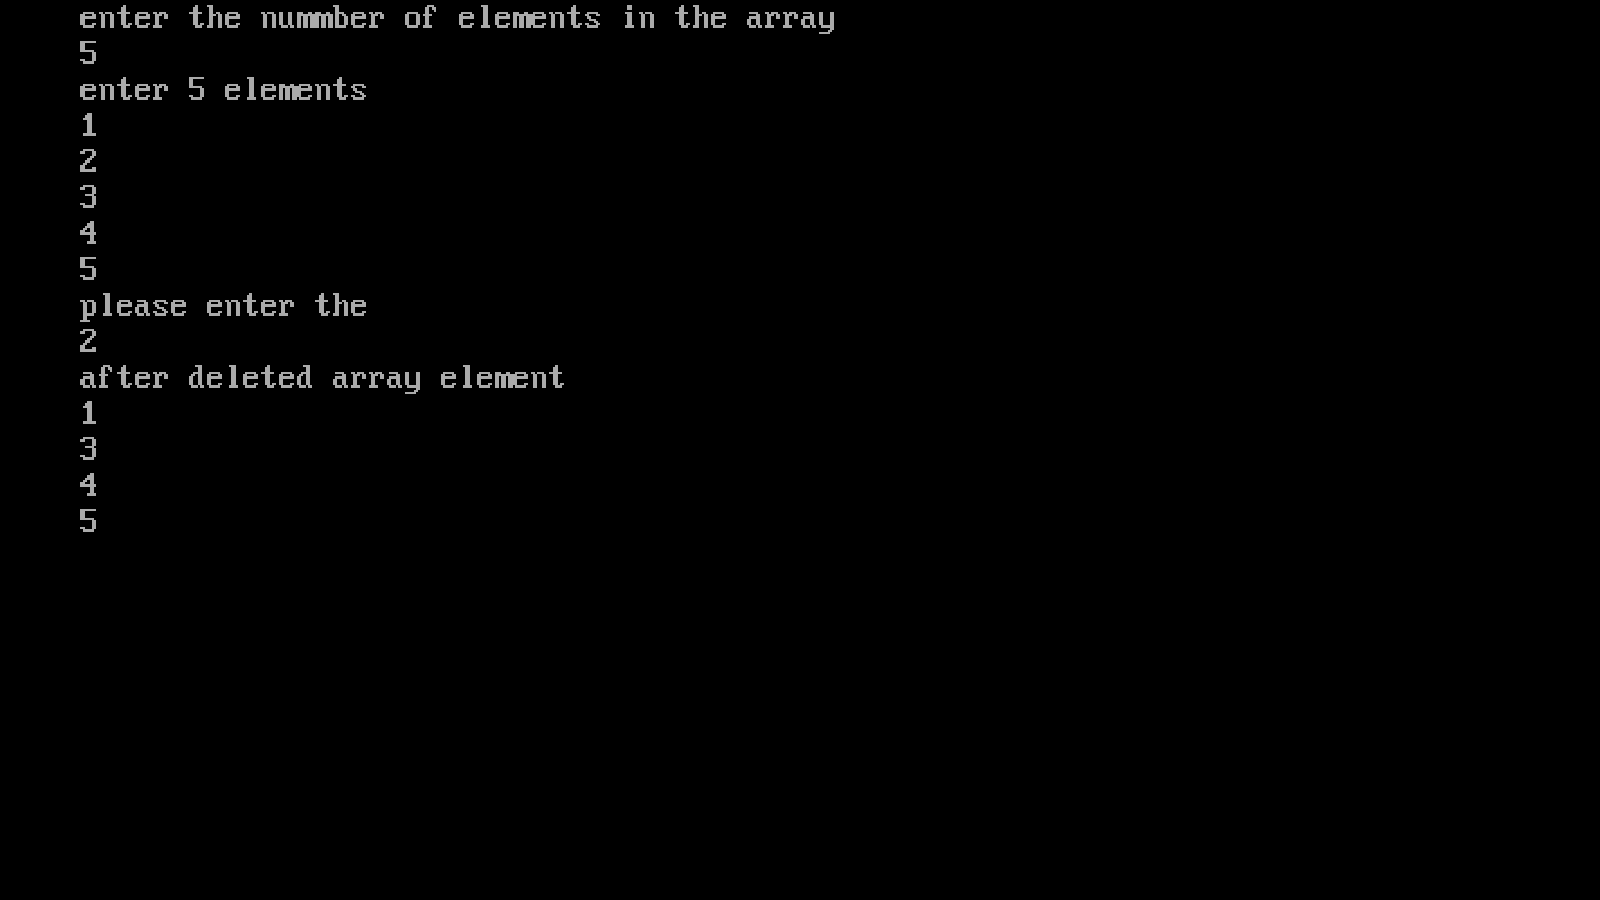 enter the nummber of elements in the array
5
enter 5 elements
1
2
3
4
5
please enter the
2
after deleted array element
1
3
4
5